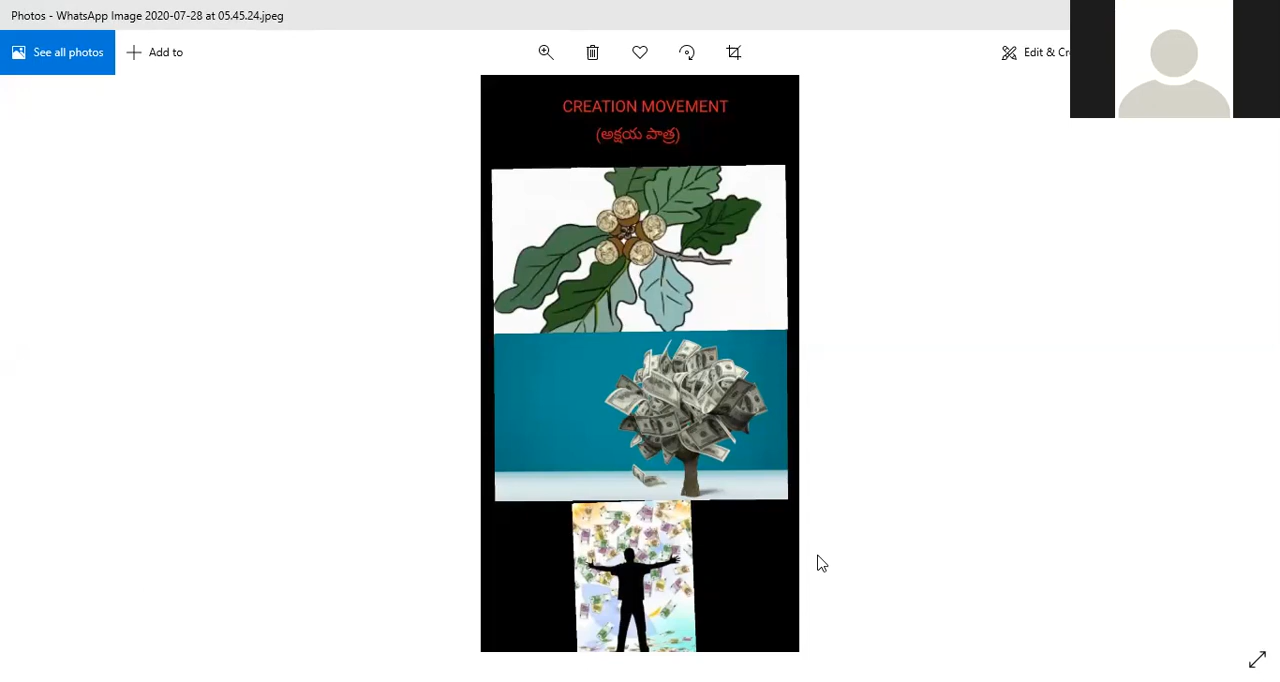 Photos - WhatsApp Image 2020-07-28 at 05.45.24.jpeg
See all photos
Add to
Edit &
CREATION MOVEMENT
(అక్షయ పాత్ర)